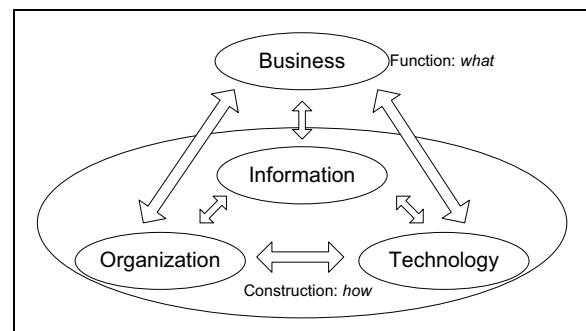 Business
Function: what
Information
Organization
Technology
Construction: how